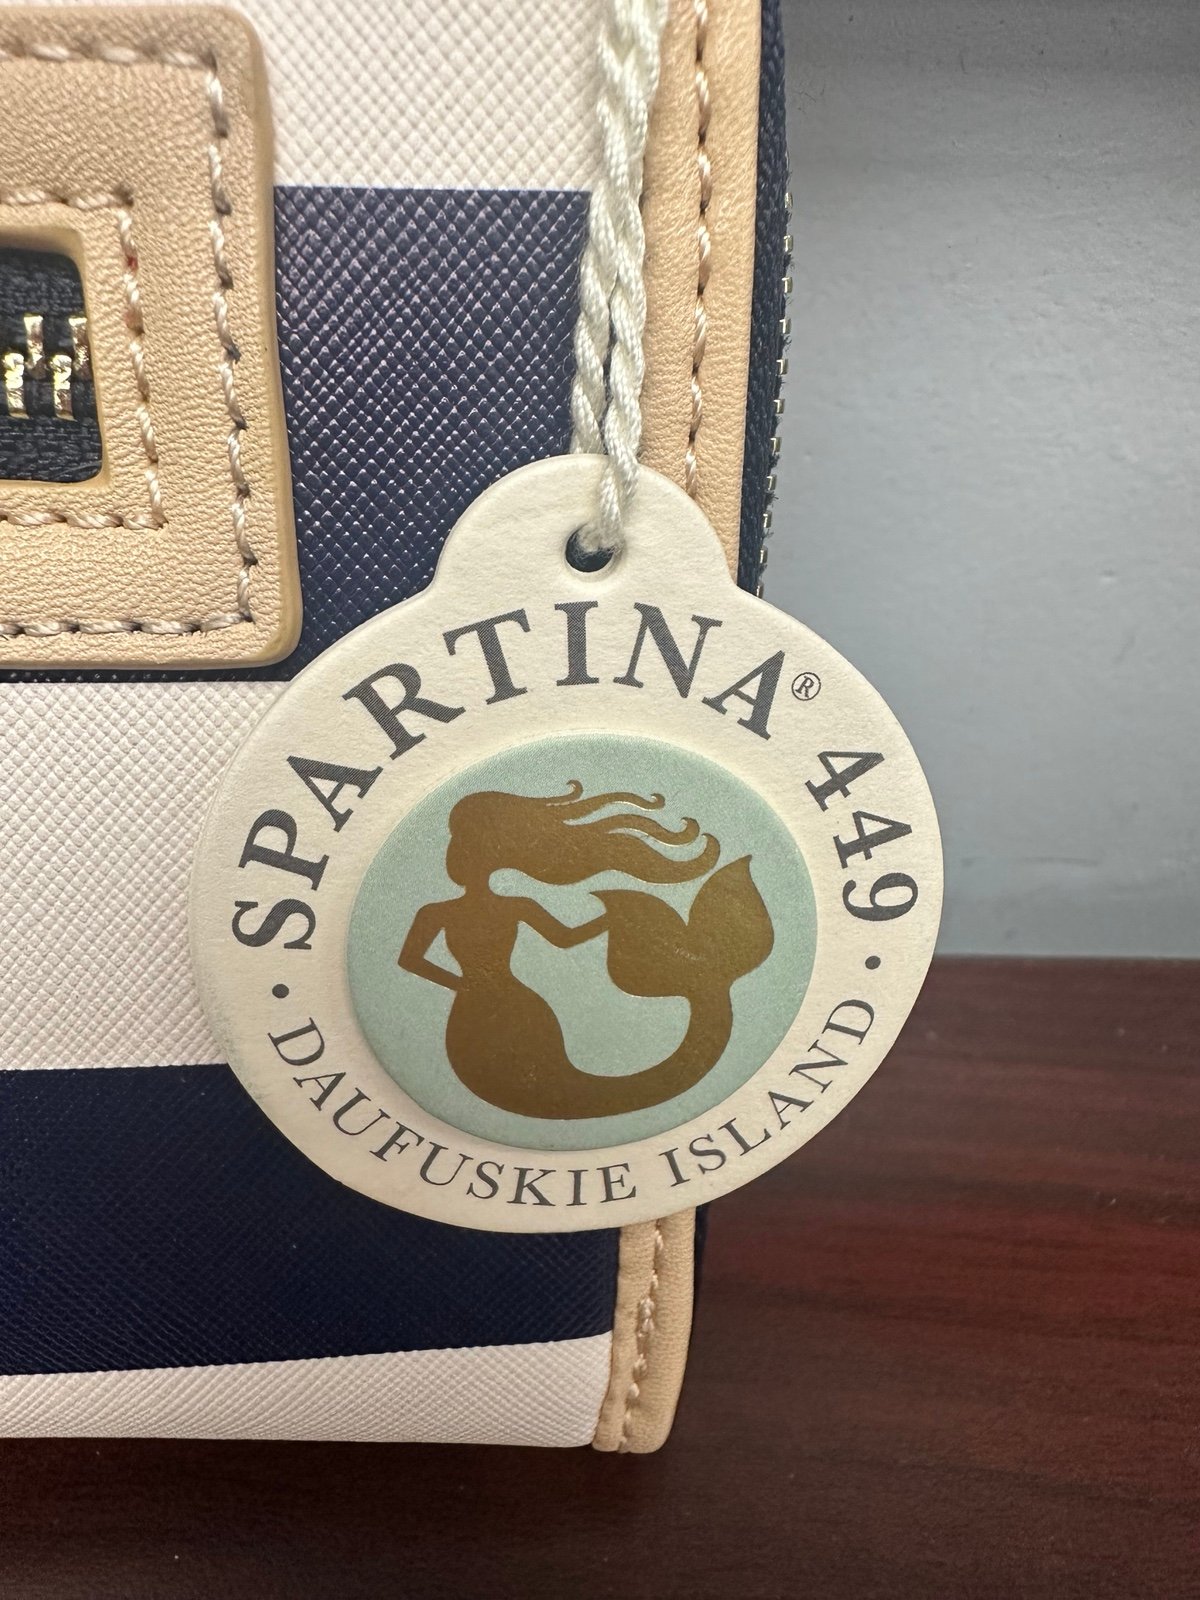 SPARTINA® 449
· DAUFUSKIE ISLAND ·